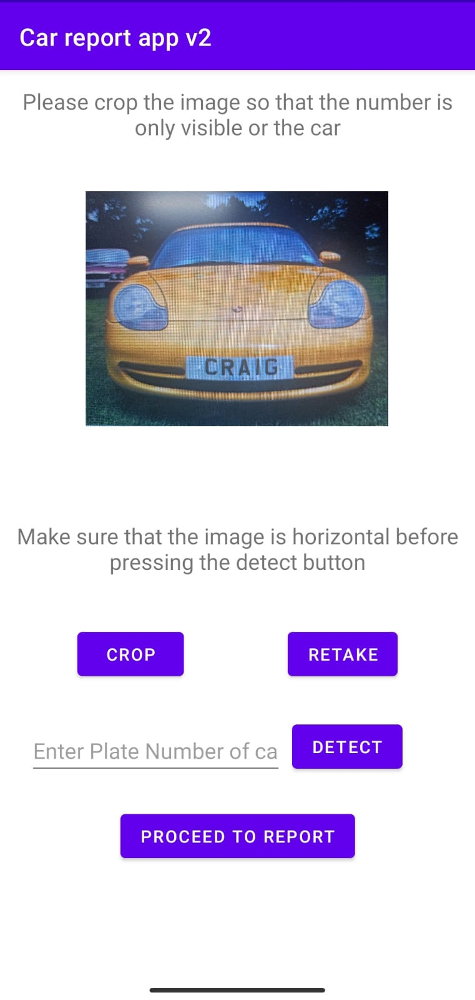 Car report app v2
Please crop the image so that the number is
only visible or the car
CRAIG
Make sure that the image is horizontal before
pressing the detect button
CROP
RETAKE
Enter Plate Number of ca
DETECT
PROCEED TO REPORT